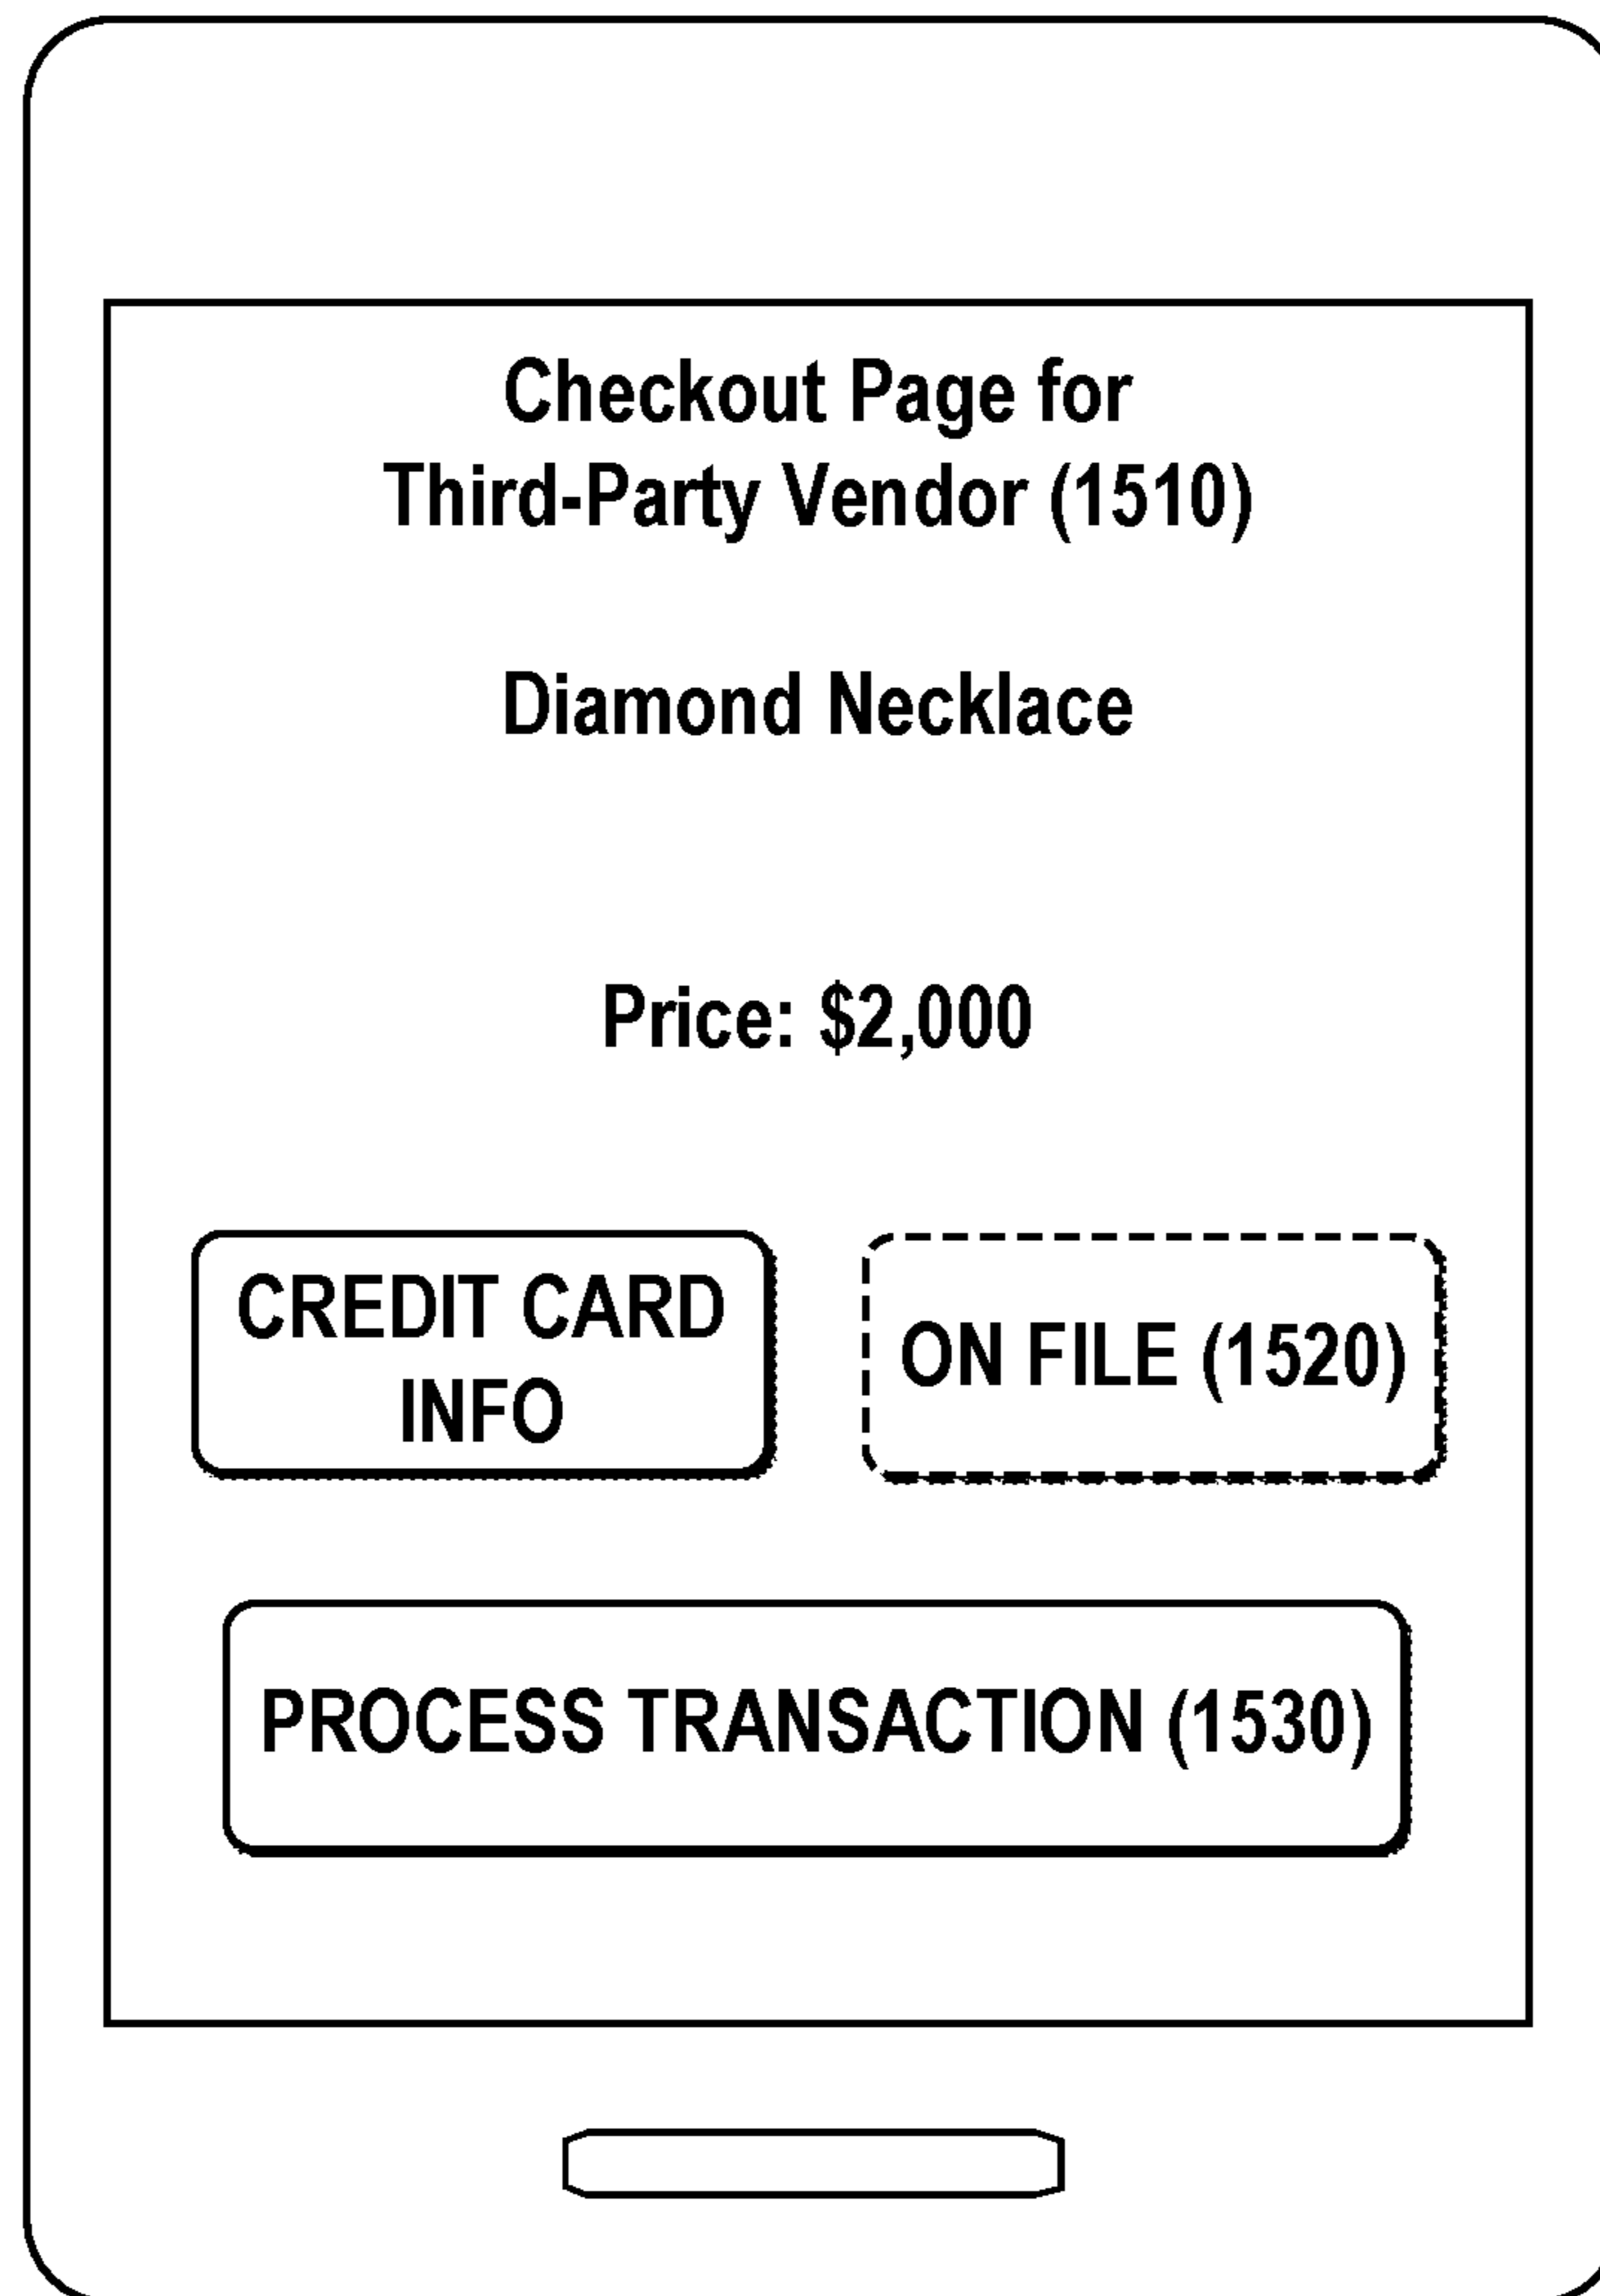 Checkout Page for
Third-Party Vendor (1510)
Diamond Necklace
Price: $2,000
CREDIT CARD
INFO
ON FILE (1520)
PROCESS TRANSACTION (1530)